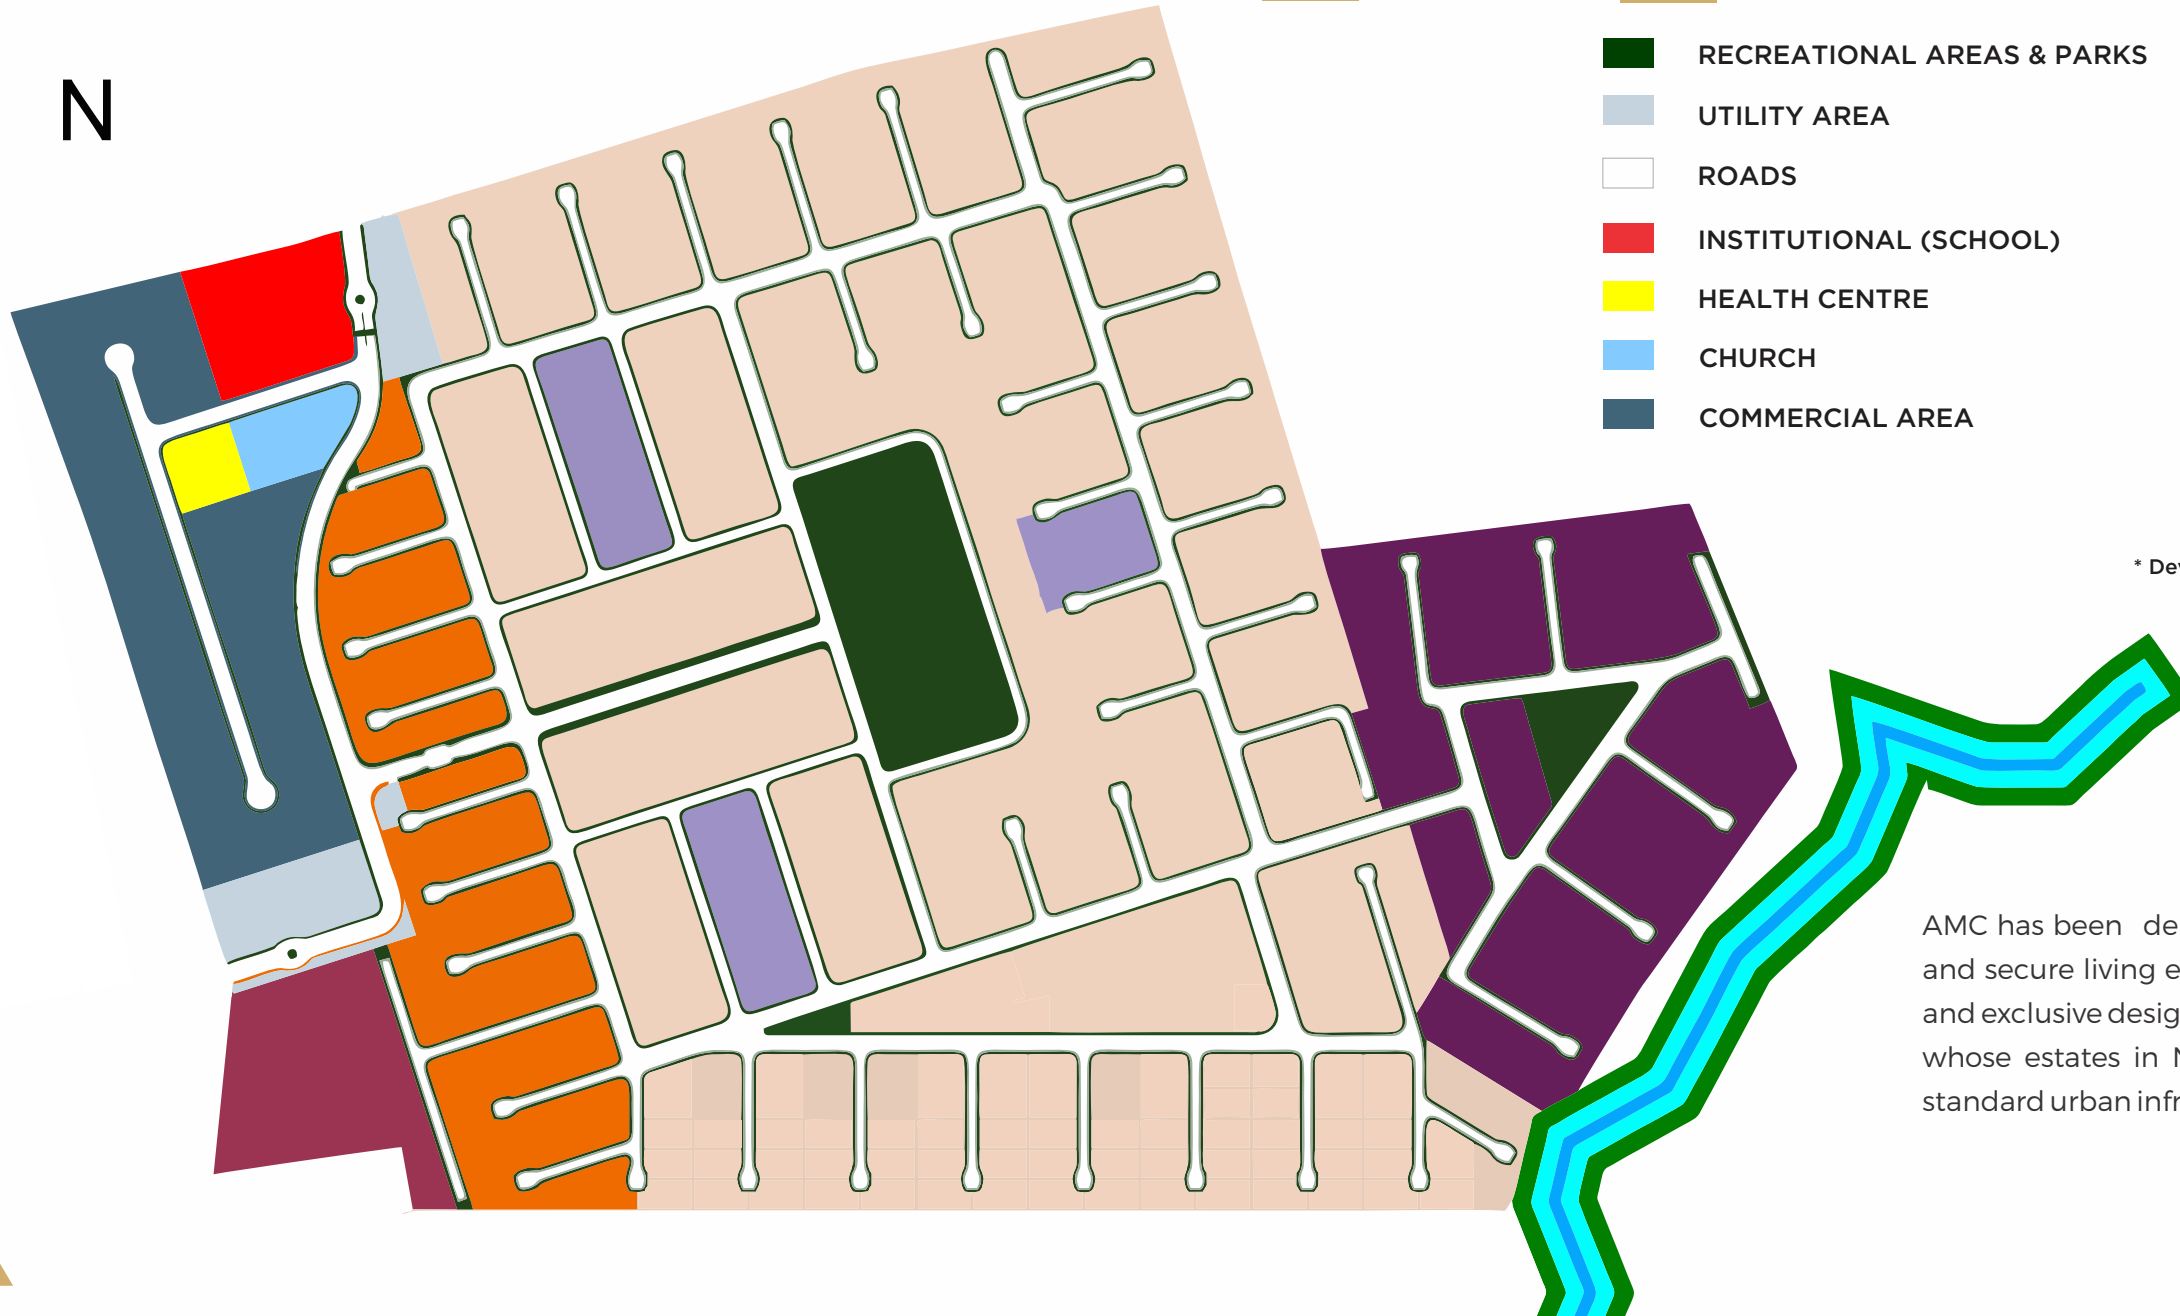 N
RECREATIONAL AREAS & PARKS
UTILITY AREA
ROADS
INSTITUTIONAL (SCHOOL)
HEALTH CENTRE
CHURCH
COMMERCIAL AREA
*
AMC has been
and secure living
and exclusive
whose estates in
standard urban